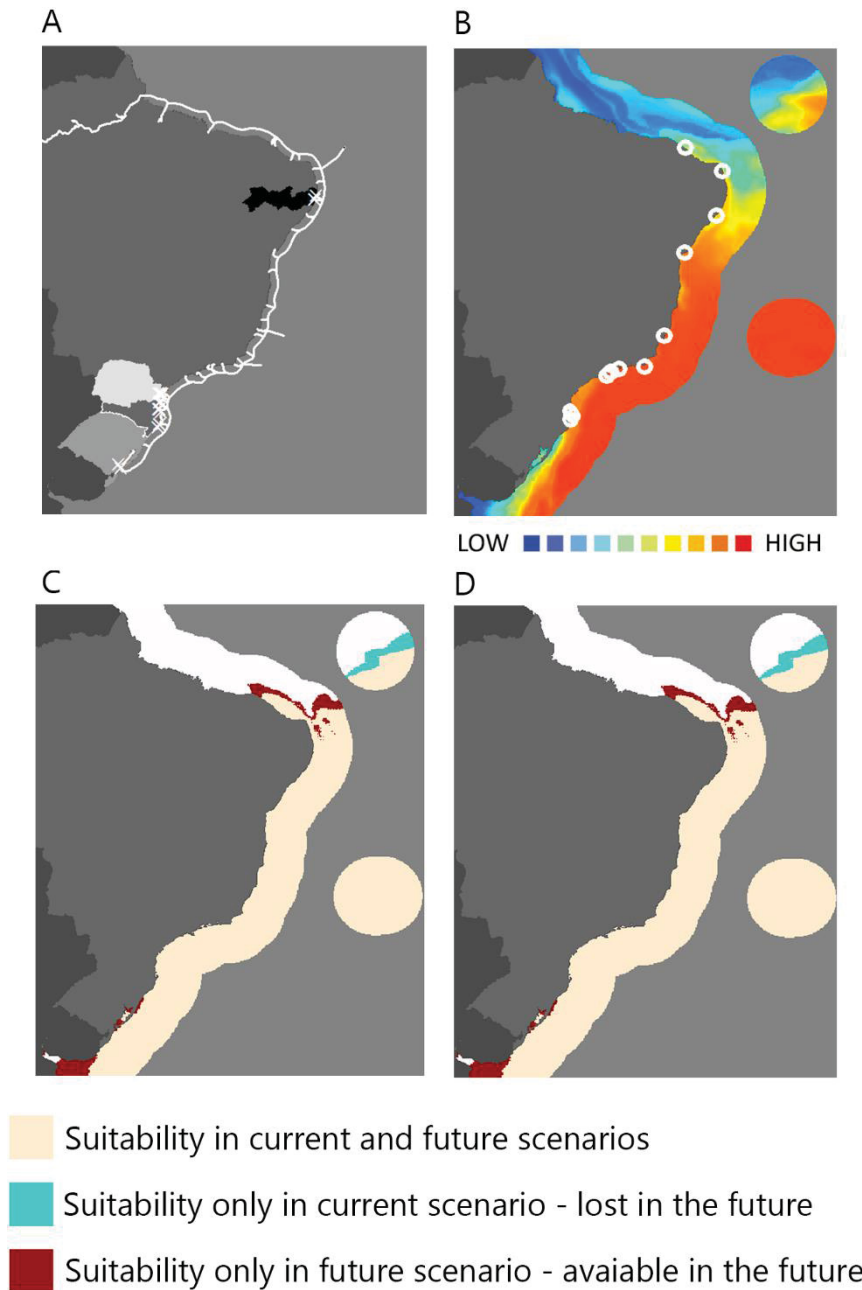 A
B
LOW HIGH
C
D
Suitability in current and future scenarios
Suitability only in current scenario - lost in the future
Suitability only in future scenario - avaiable in the future